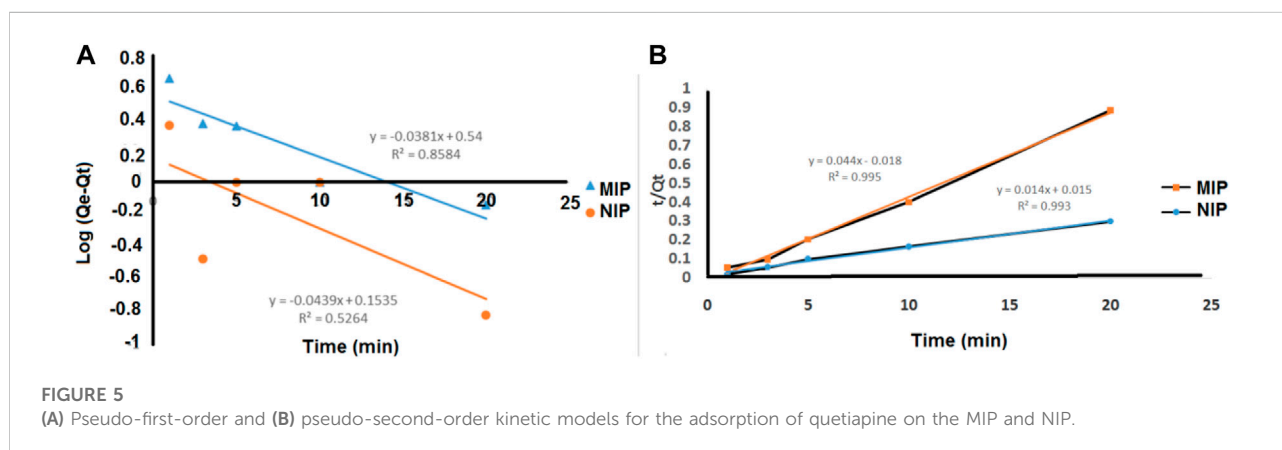 A
0.8
0.6
0.4
0.2
0
-0.2
-0.4
-0.6
-0.8
-1
Log (Qe-Qt)
0
5
10
15
20
25
Time (min)
y = -0.0381x + 0.54
R² = 0.8584
y = -0.0439x + 0.1535
R² = 0.5264
MIP
NIP
B
1
0.9
0.8
0.7
0.6
0.5
0.4
0.3
0.2
0.1
0
t/Qt
0
5
10
15
20
25
Time (min)
y = 0.044x - 0.018
R² = 0.995
y = 0.014x + 0.015
R² = 0.993
MIP
NIP
FIGURE 5
(A) Pseudo-first-order and (B) pseudo-second-order kinetic models for the adsorption of quetiapine on the MIP and NIP.